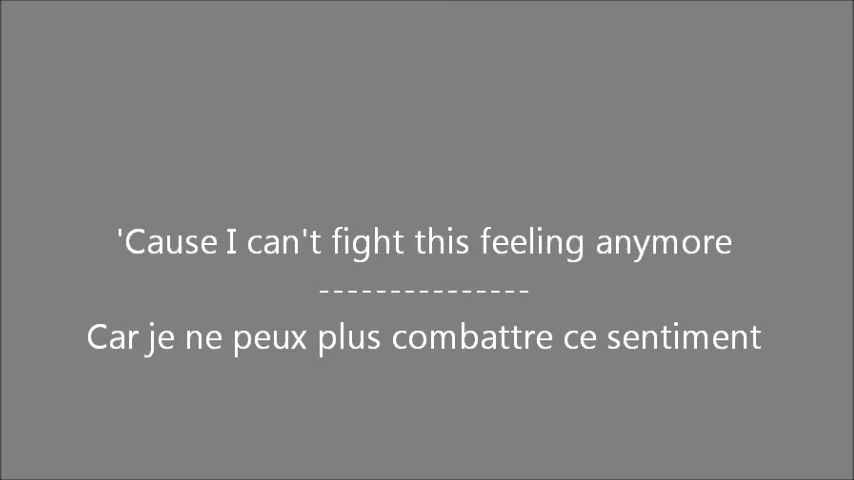 'Cause I can't fight this feeling anymore
---------------
Car je ne peux plus combattre ce sentiment